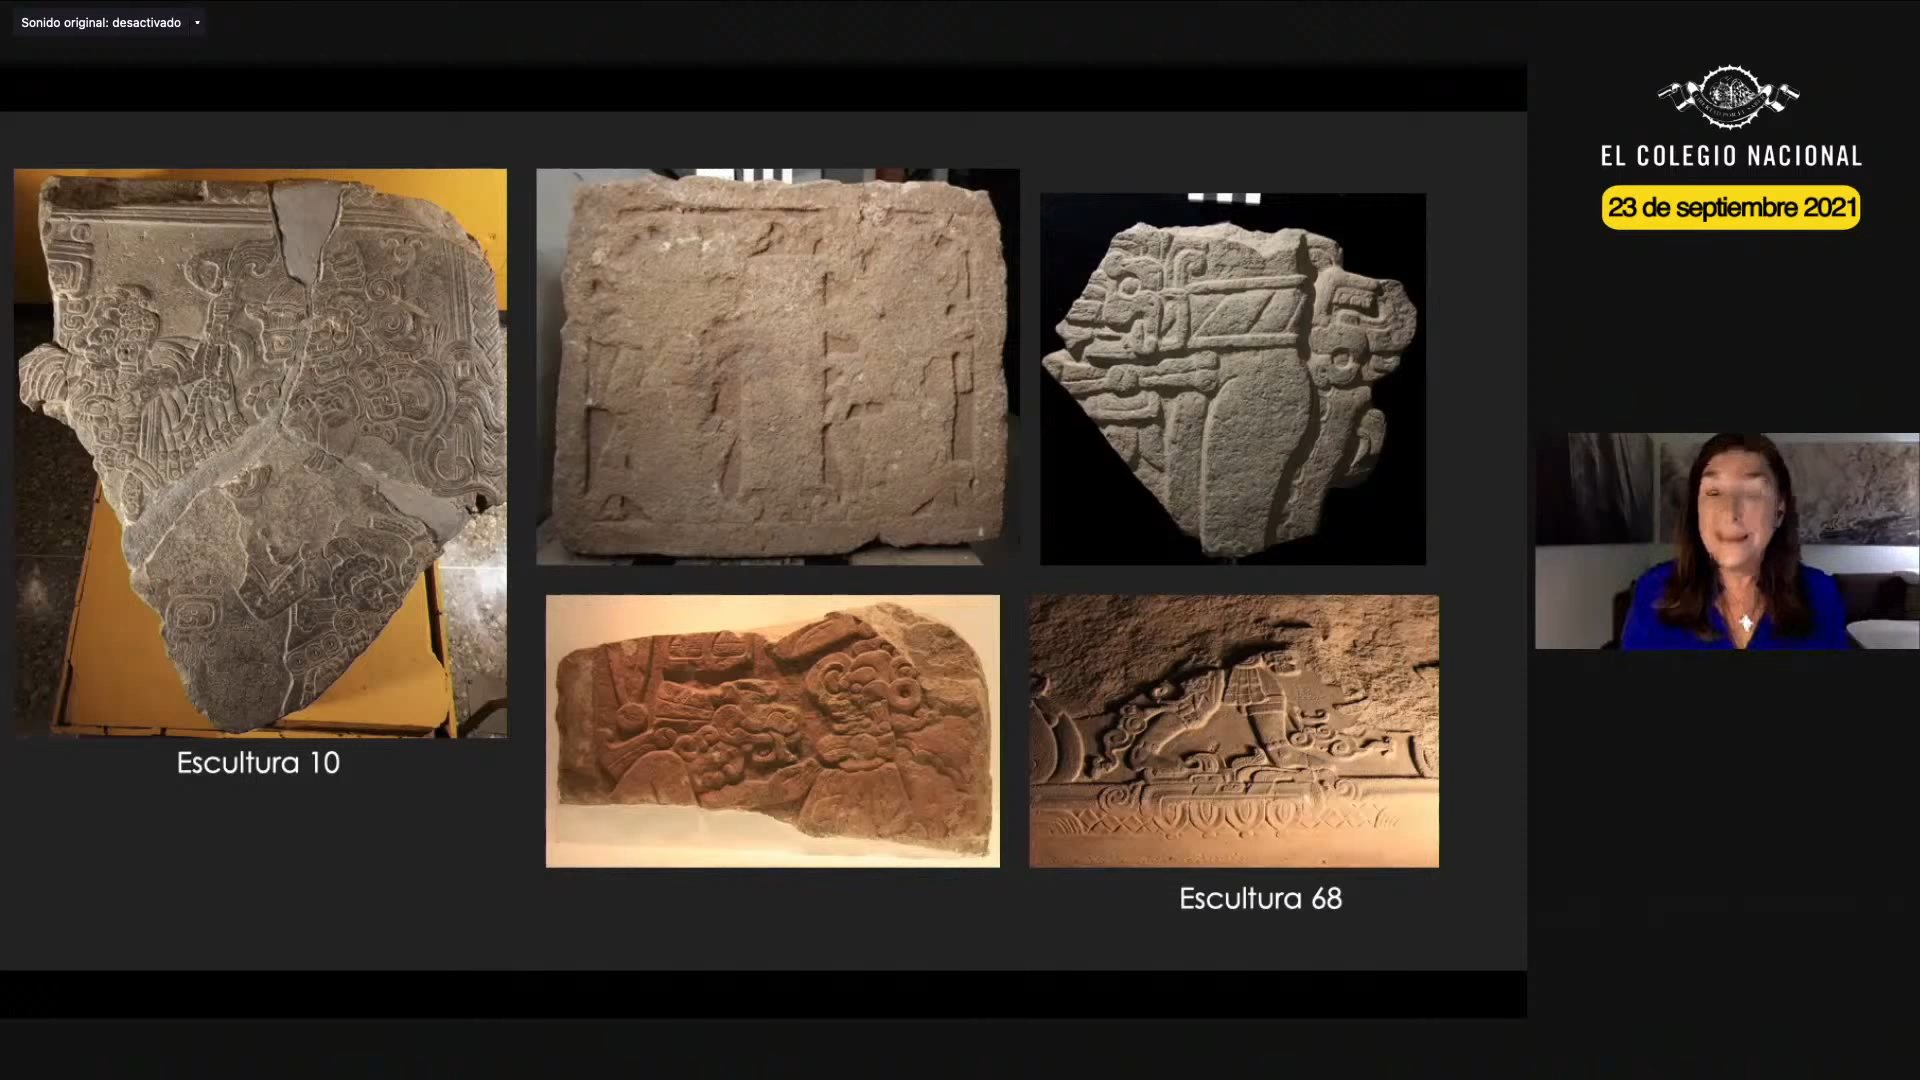 Sonido original: desactivado
EL COLEGIO NACIONAL
23 de septiembre 2021
Escultura 10
Escultura 68